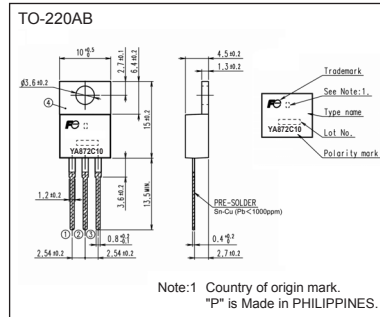 TO-220AB
10 +0.5 0
2,7±0.1
6,4±0.2
4,5±0.2
1,3±0.2
Ø3,6±0.2
④
15±0.2
YA872C10
1,2±0.2
3,6±0.2
13,5MIN.
① ② ③
0,8 +0.2 -0.1
2,54±0.2
2,54±0.2
PRE-SOLDER
Sn-Cu (Pb<1000ppm)
0,4 +0.2 0
2,7±0.2
Trademark
See Note:1.
Type name
YA872C10
Lot No.
Polarity mark
Note:1 Country of origin mark.
"P" is Made in PHILIPPINES.